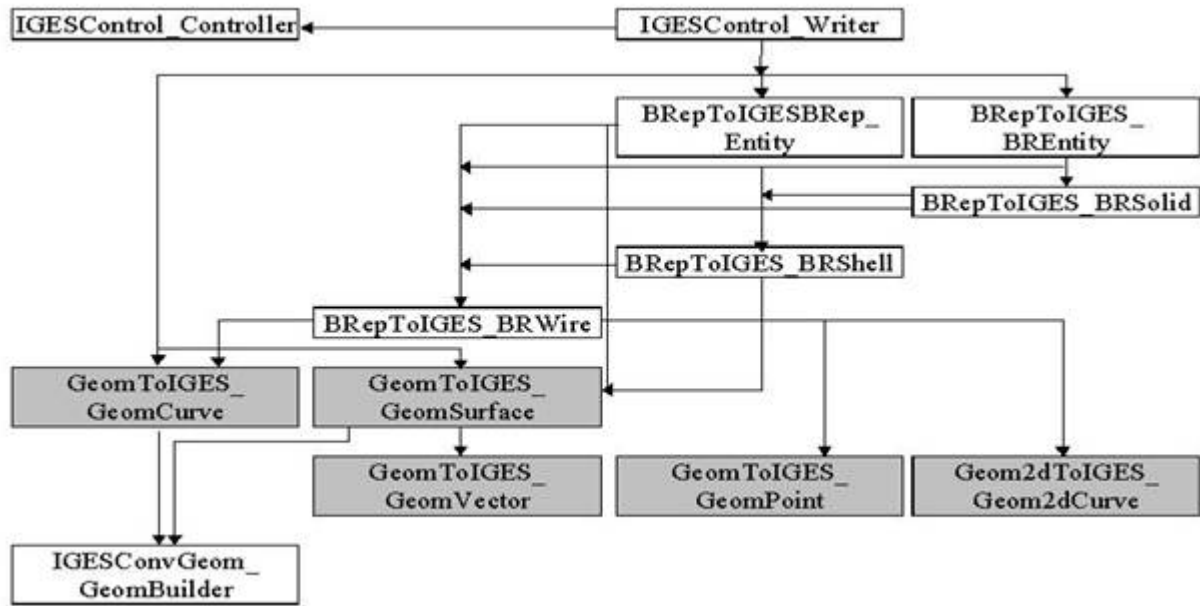 IGESControl_Controller
IGESControl_Writer
BRepToIGESBRep_
Entity
BRepToIGES_
BREntity
BRepToIGES_BRSolid
BRepToIGES_BRShell
BRepToIGES_BRWire
GeomToIGES_
GeomCurve
GeomToIGES_
GeomSurface
GeomToIGES_
GeomVector
GeomToIGES_
GeomPoint
Geom2dToIGES_
Geom2dCurve
IGESConvGeom_
GeomBuilder